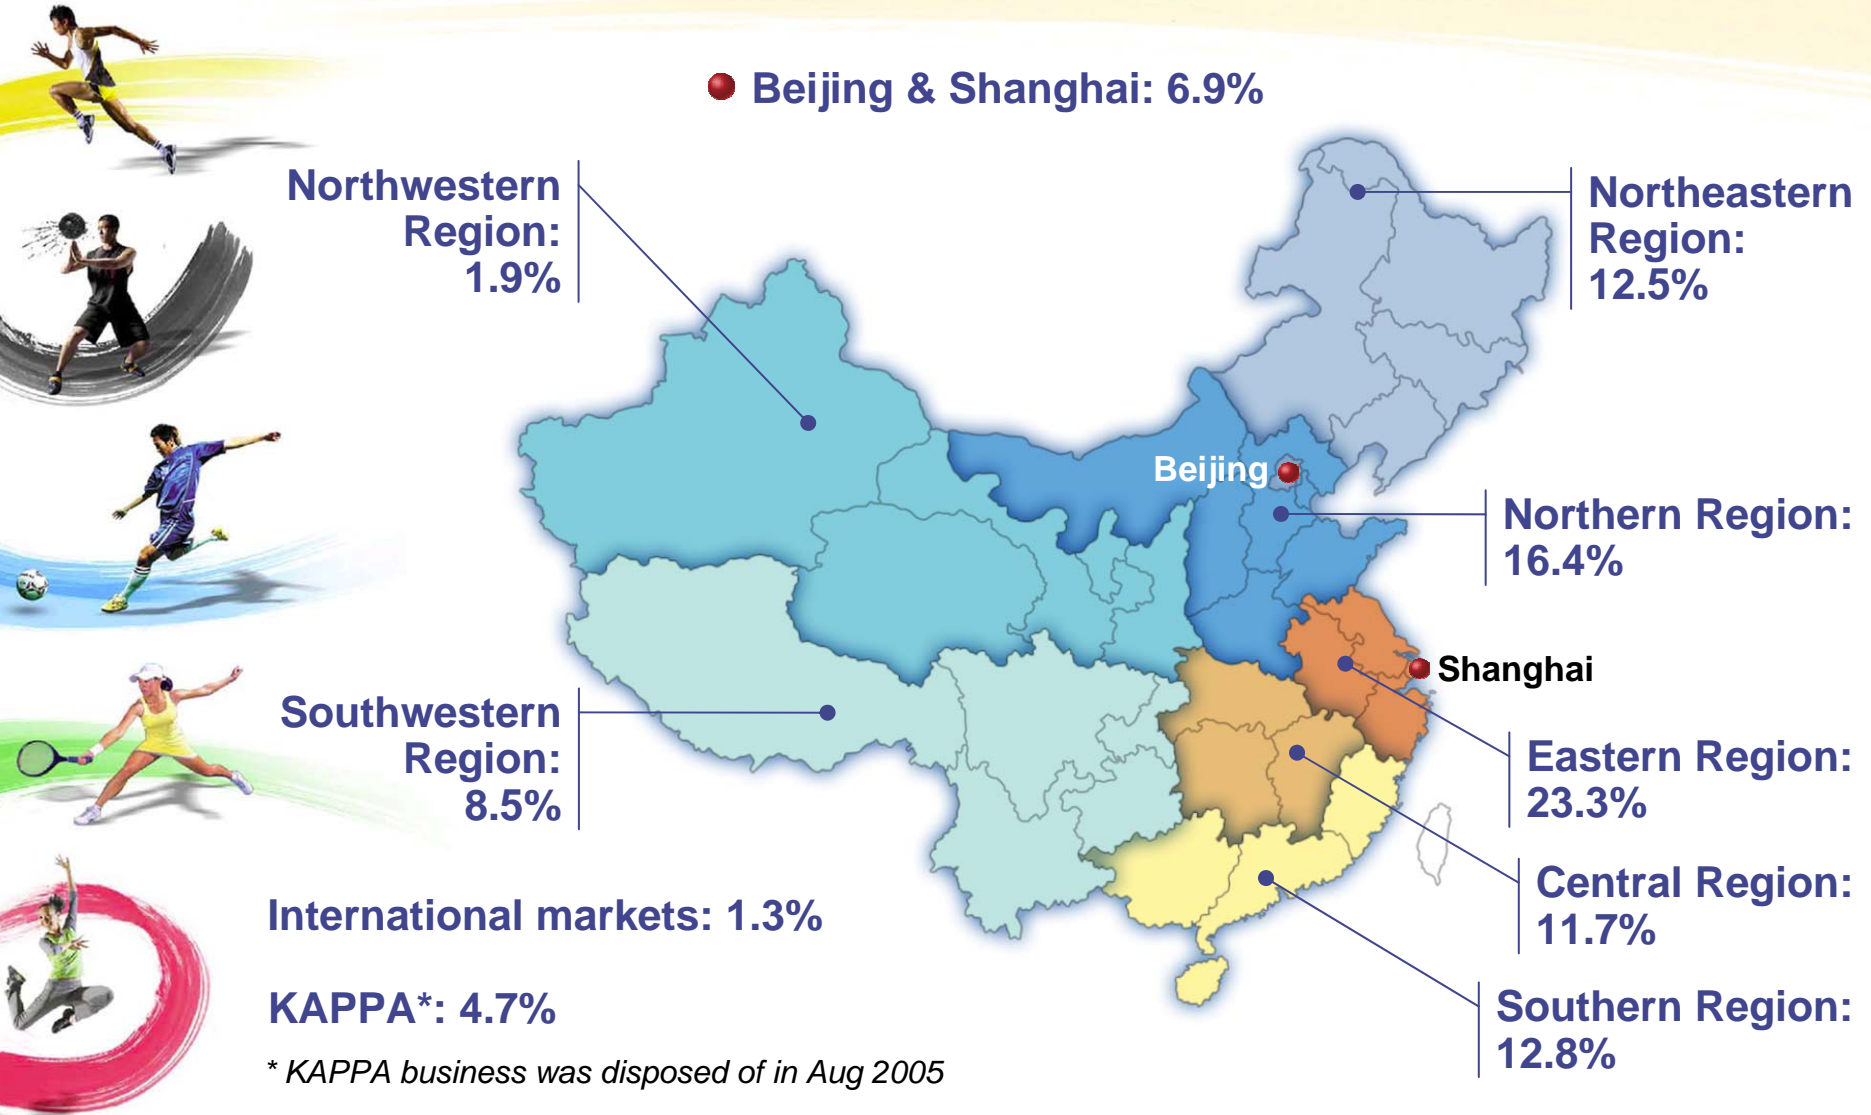 Beijing & Shanghai: 6.9%
Northwestern
Region:
1.9%
Northeastern
Region:
12.5%
Beijing
Northern Region:
16.4%
Shanghai
Southwestern
Region:
8.5%
Eastern Region:
23.3%
Central Region:
11.7%
International markets: 1.3%
Southern Region:
12.8%
KAPPA*: 4.7%
* KAPPA business was disposed of in Aug 2005